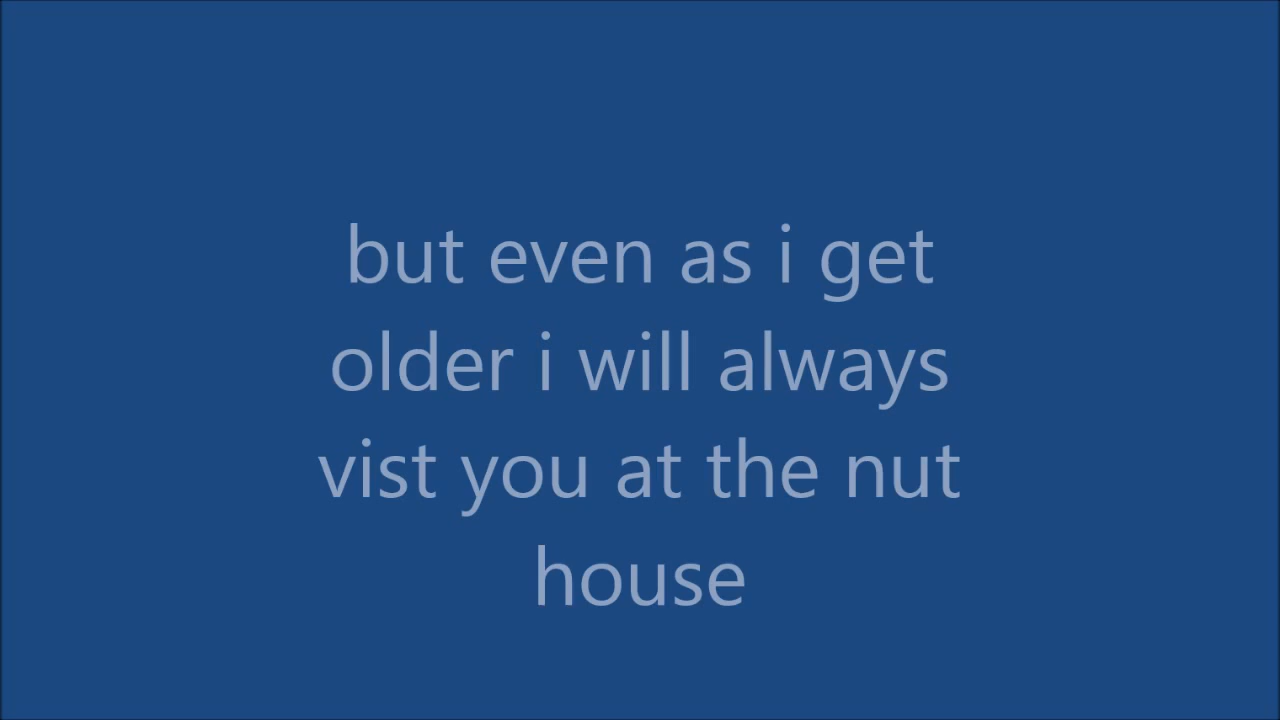 but even as i get
older i will always
vist you at the nut
house